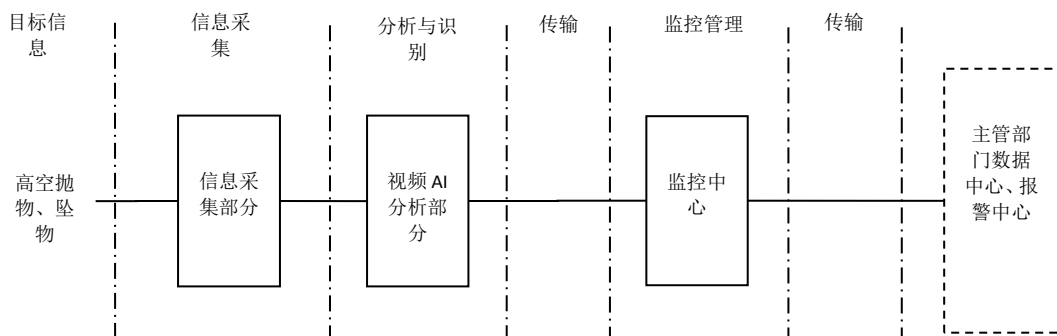 目标信
息
信息采
集
分析与识
别
传输
监控管理
传输
高空抛
物、坠
物
信息采
集部分
视频 AI
分析部
分
监控中
心
主管部
门数据
中心、报
警中心